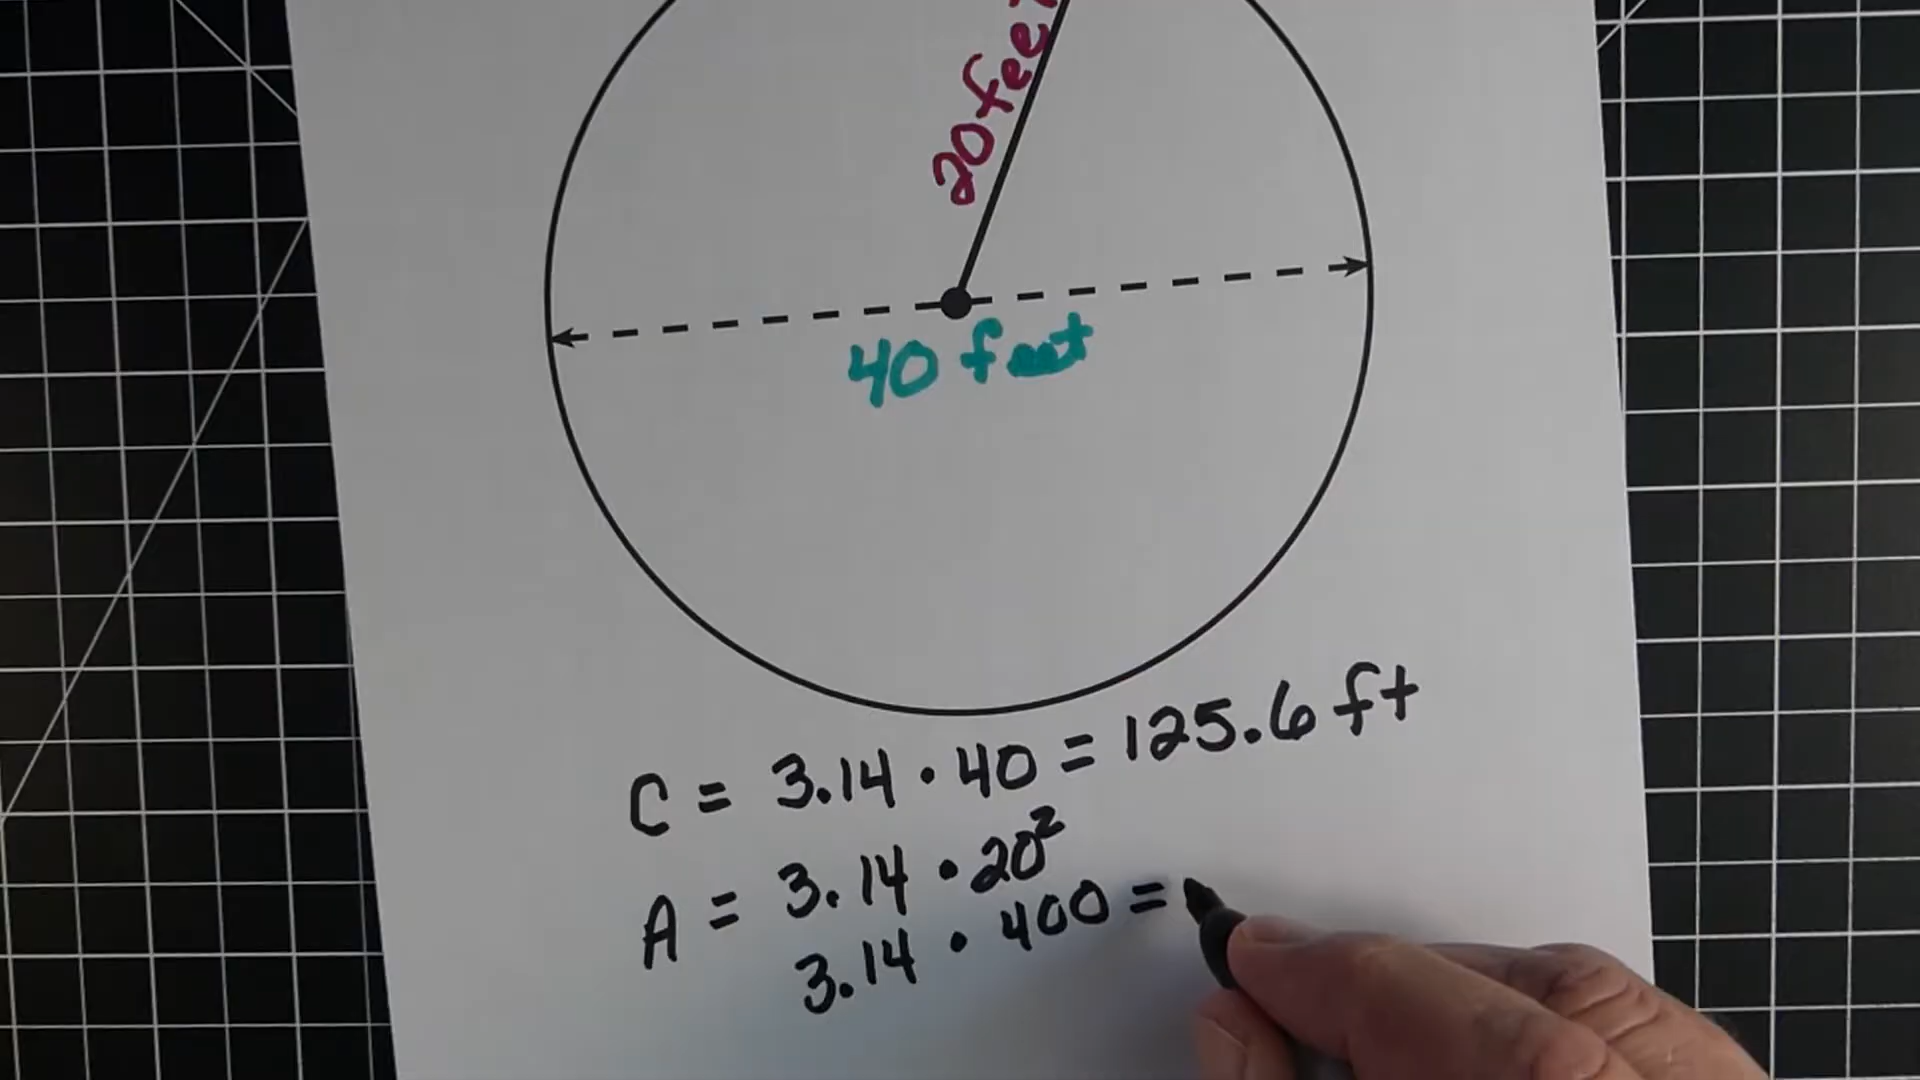 20 feet
40 feet
C = 3.14 · 40 = 125.6 ft
A = 3.14 · 20²
3.14 · 400 =